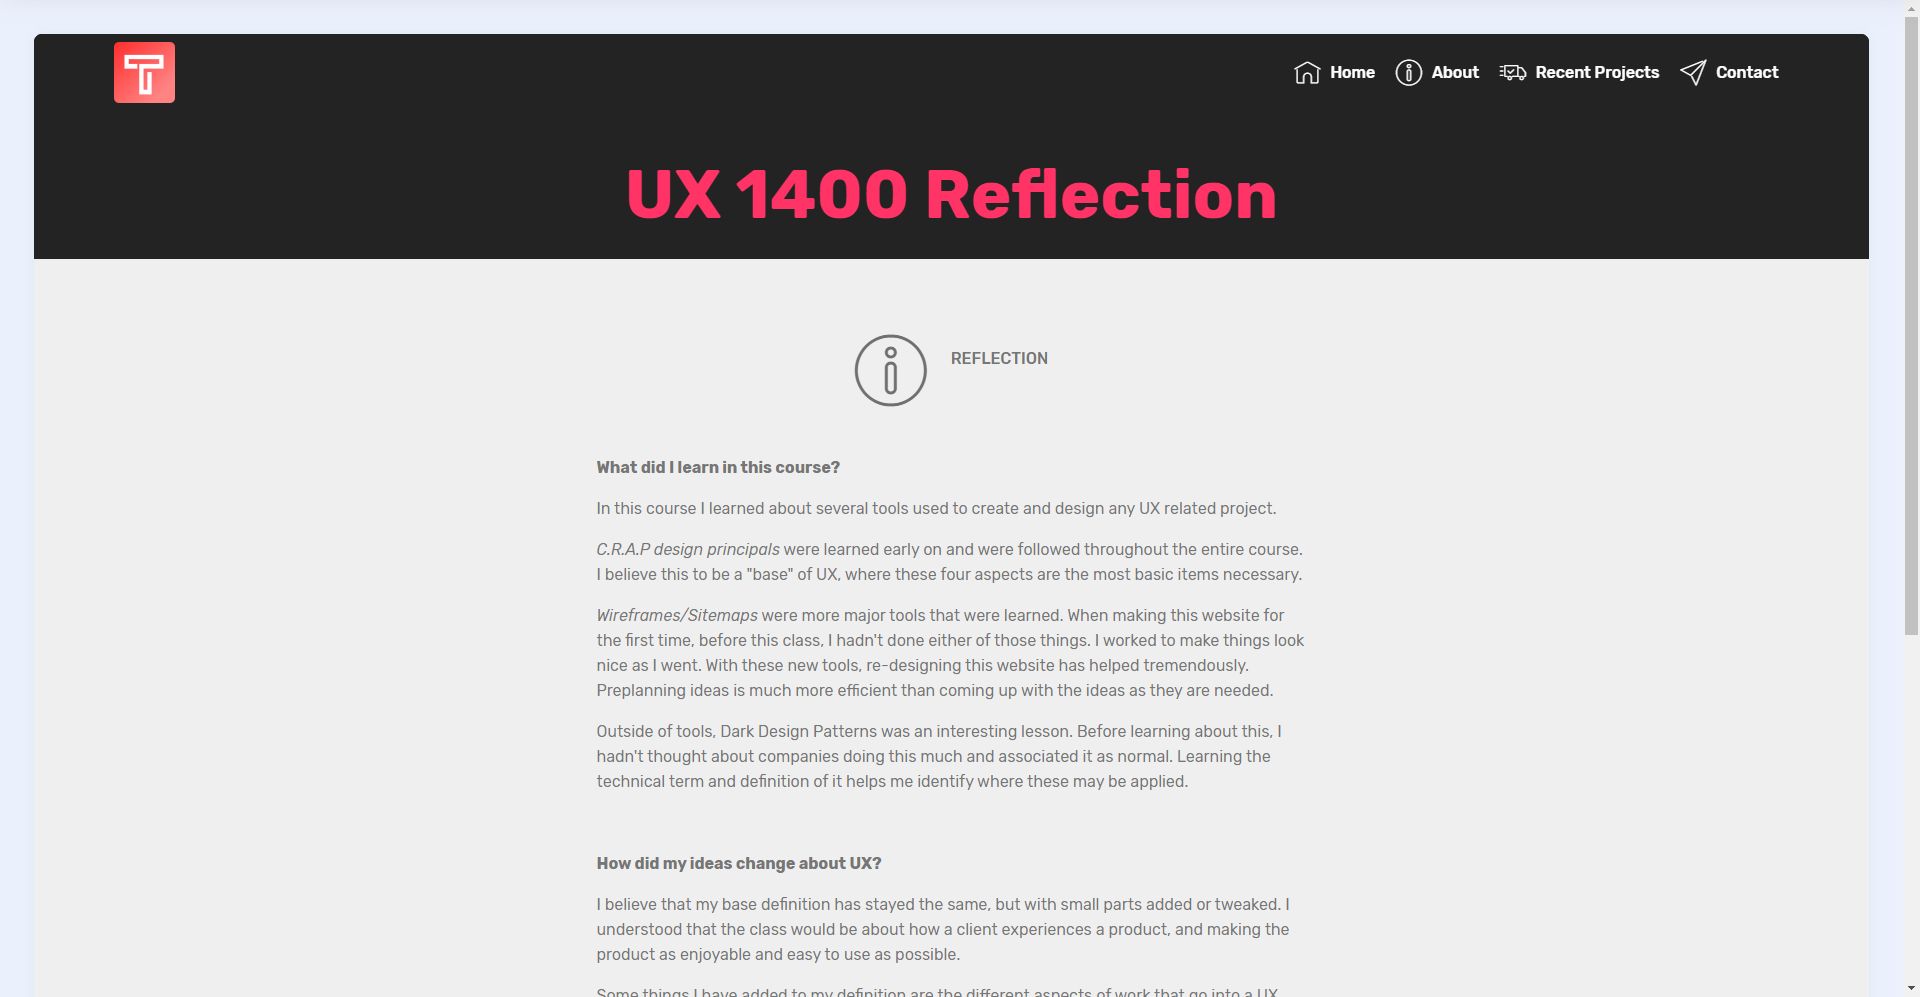 T
Home
About
Recent Projects
Contact
UX 1400 Reflection
REFLECTION
What did I learn in this course?
In this course I learned about several tools used to create and design any UX related project.
C.R.A.P design principals were learned early on and were followed throughout the entire course.
I believe this to be a "base" of UX, where these four aspects are the most basic items necessary.
Wireframes/Sitemaps were more major tools that were learned. When making this website for
the first time, before this class, I hadn't done either of those things. I worked to make things look
nice as I went. With these new tools, re-designing this website has helped tremendously.
Preplanning ideas is much more efficient than coming up with the ideas as they are needed.
Outside of tools, Dark Design Patterns was an interesting lesson. Before learning about this, I
hadn't thought about companies doing this much and associated it as normal. Learning the
technical term and definition of it helps me identify where these may be applied.
How did my ideas change about UX?
I believe that my base definition has stayed the same, but with small parts added or tweaked. I
understood that the class would be about how a client experiences a product, and making the
product as enjoyable and easy to use as possible.
Some things I have added to my definition are the different aspects of work that go into a UX